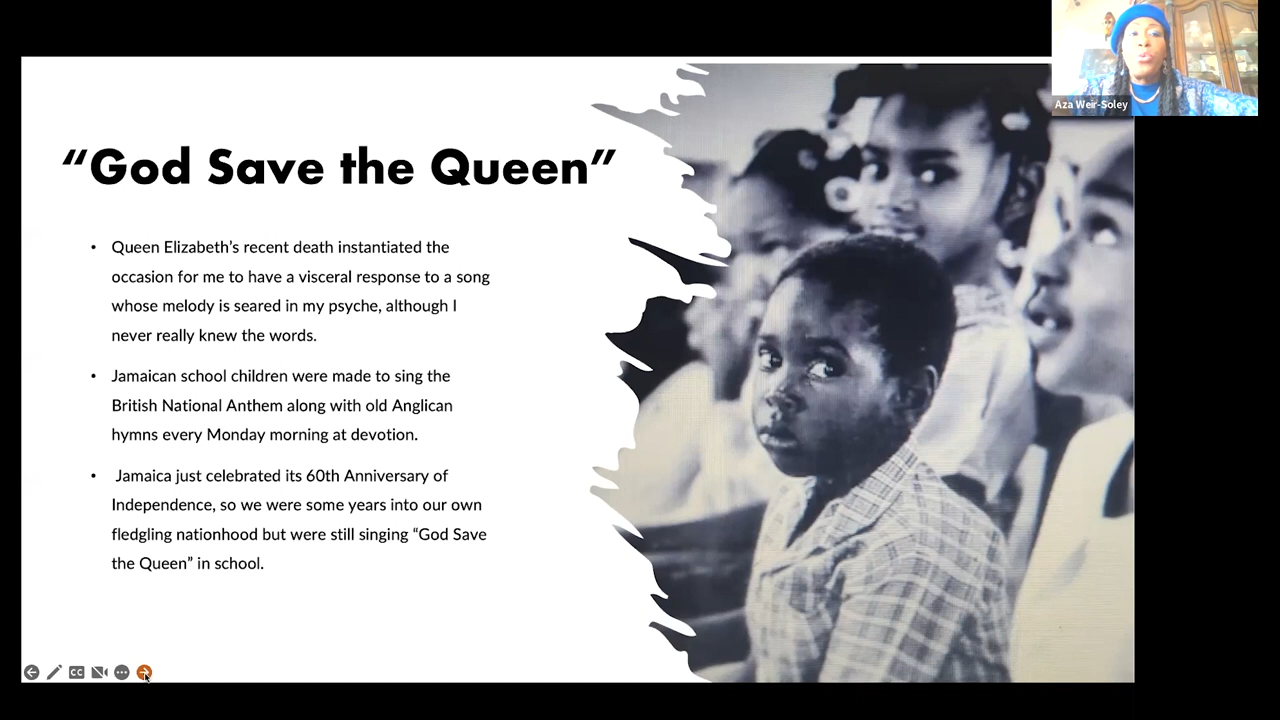 Aza Weir-Soley
“God Save the Queen”
• Queen Elizabeth’s recent death instantiated the
occasion for me to have a visceral response to a song
whose melody is seared in my psyche, although I
never really knew the words.
• Jamaican school children were made to sing the
British National Anthem along with old Anglican
hymns every Monday morning at devotion.
• Jamaica just celebrated its 60th Anniversary of
Independence, so we were some years into our own
fledgling nationhood but were still singing “God Save
the Queen” in school.
CC